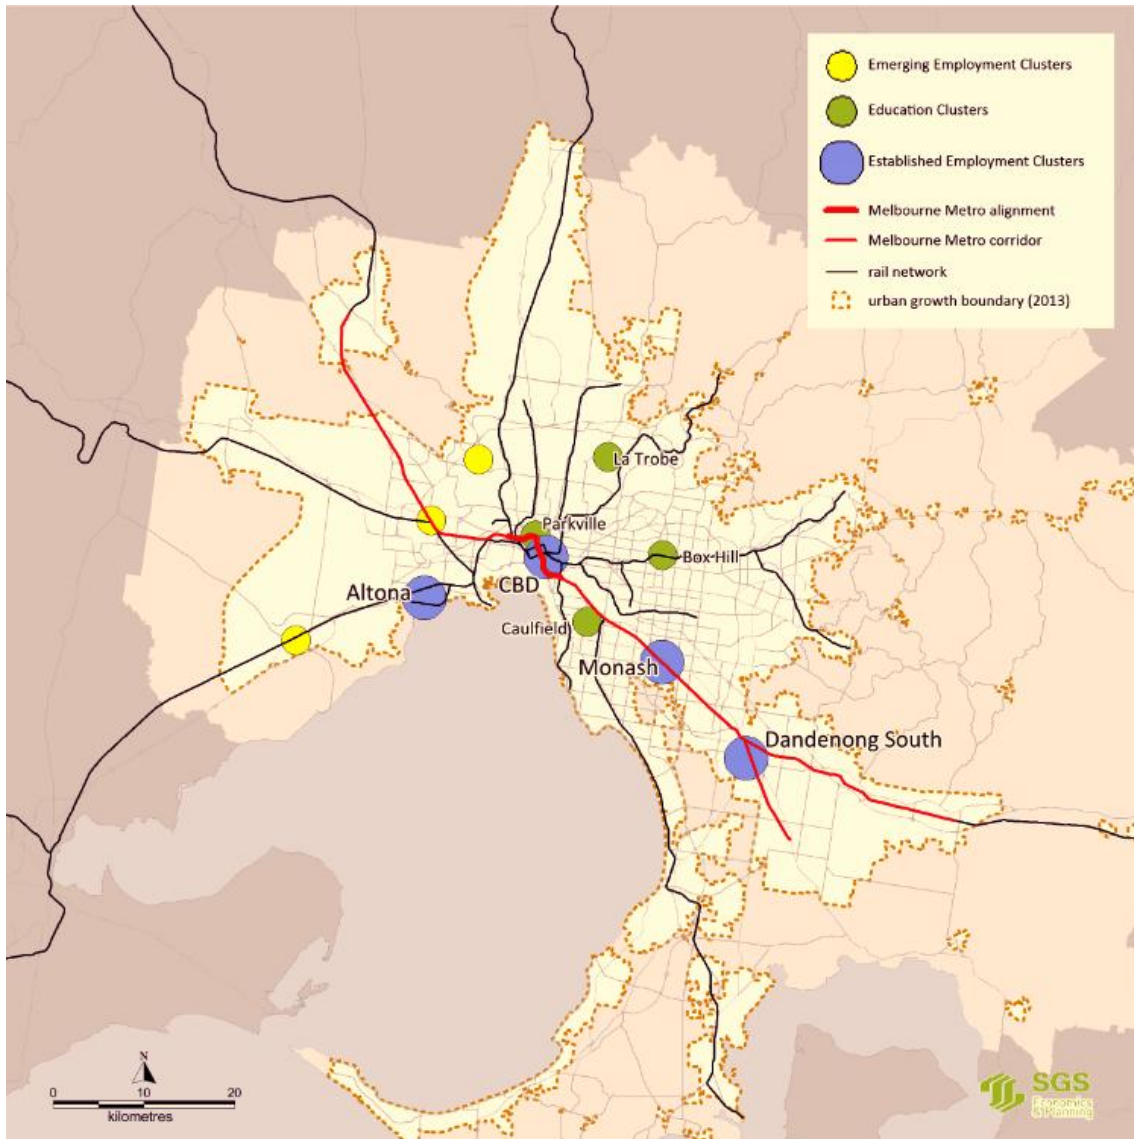 Emerging Employment Clusters
Education Clusters
Established Employment Clusters
Melbourne Metro alignment
Melbourne Metro corridor
rail network
urban growth boundary (2013)
La Trobe
Parkville
Box Hill
CBD
Altona
Caulfield
Monash
Dandenong South
N
0 10 20
kilometres
SGS
Economics
& Planning